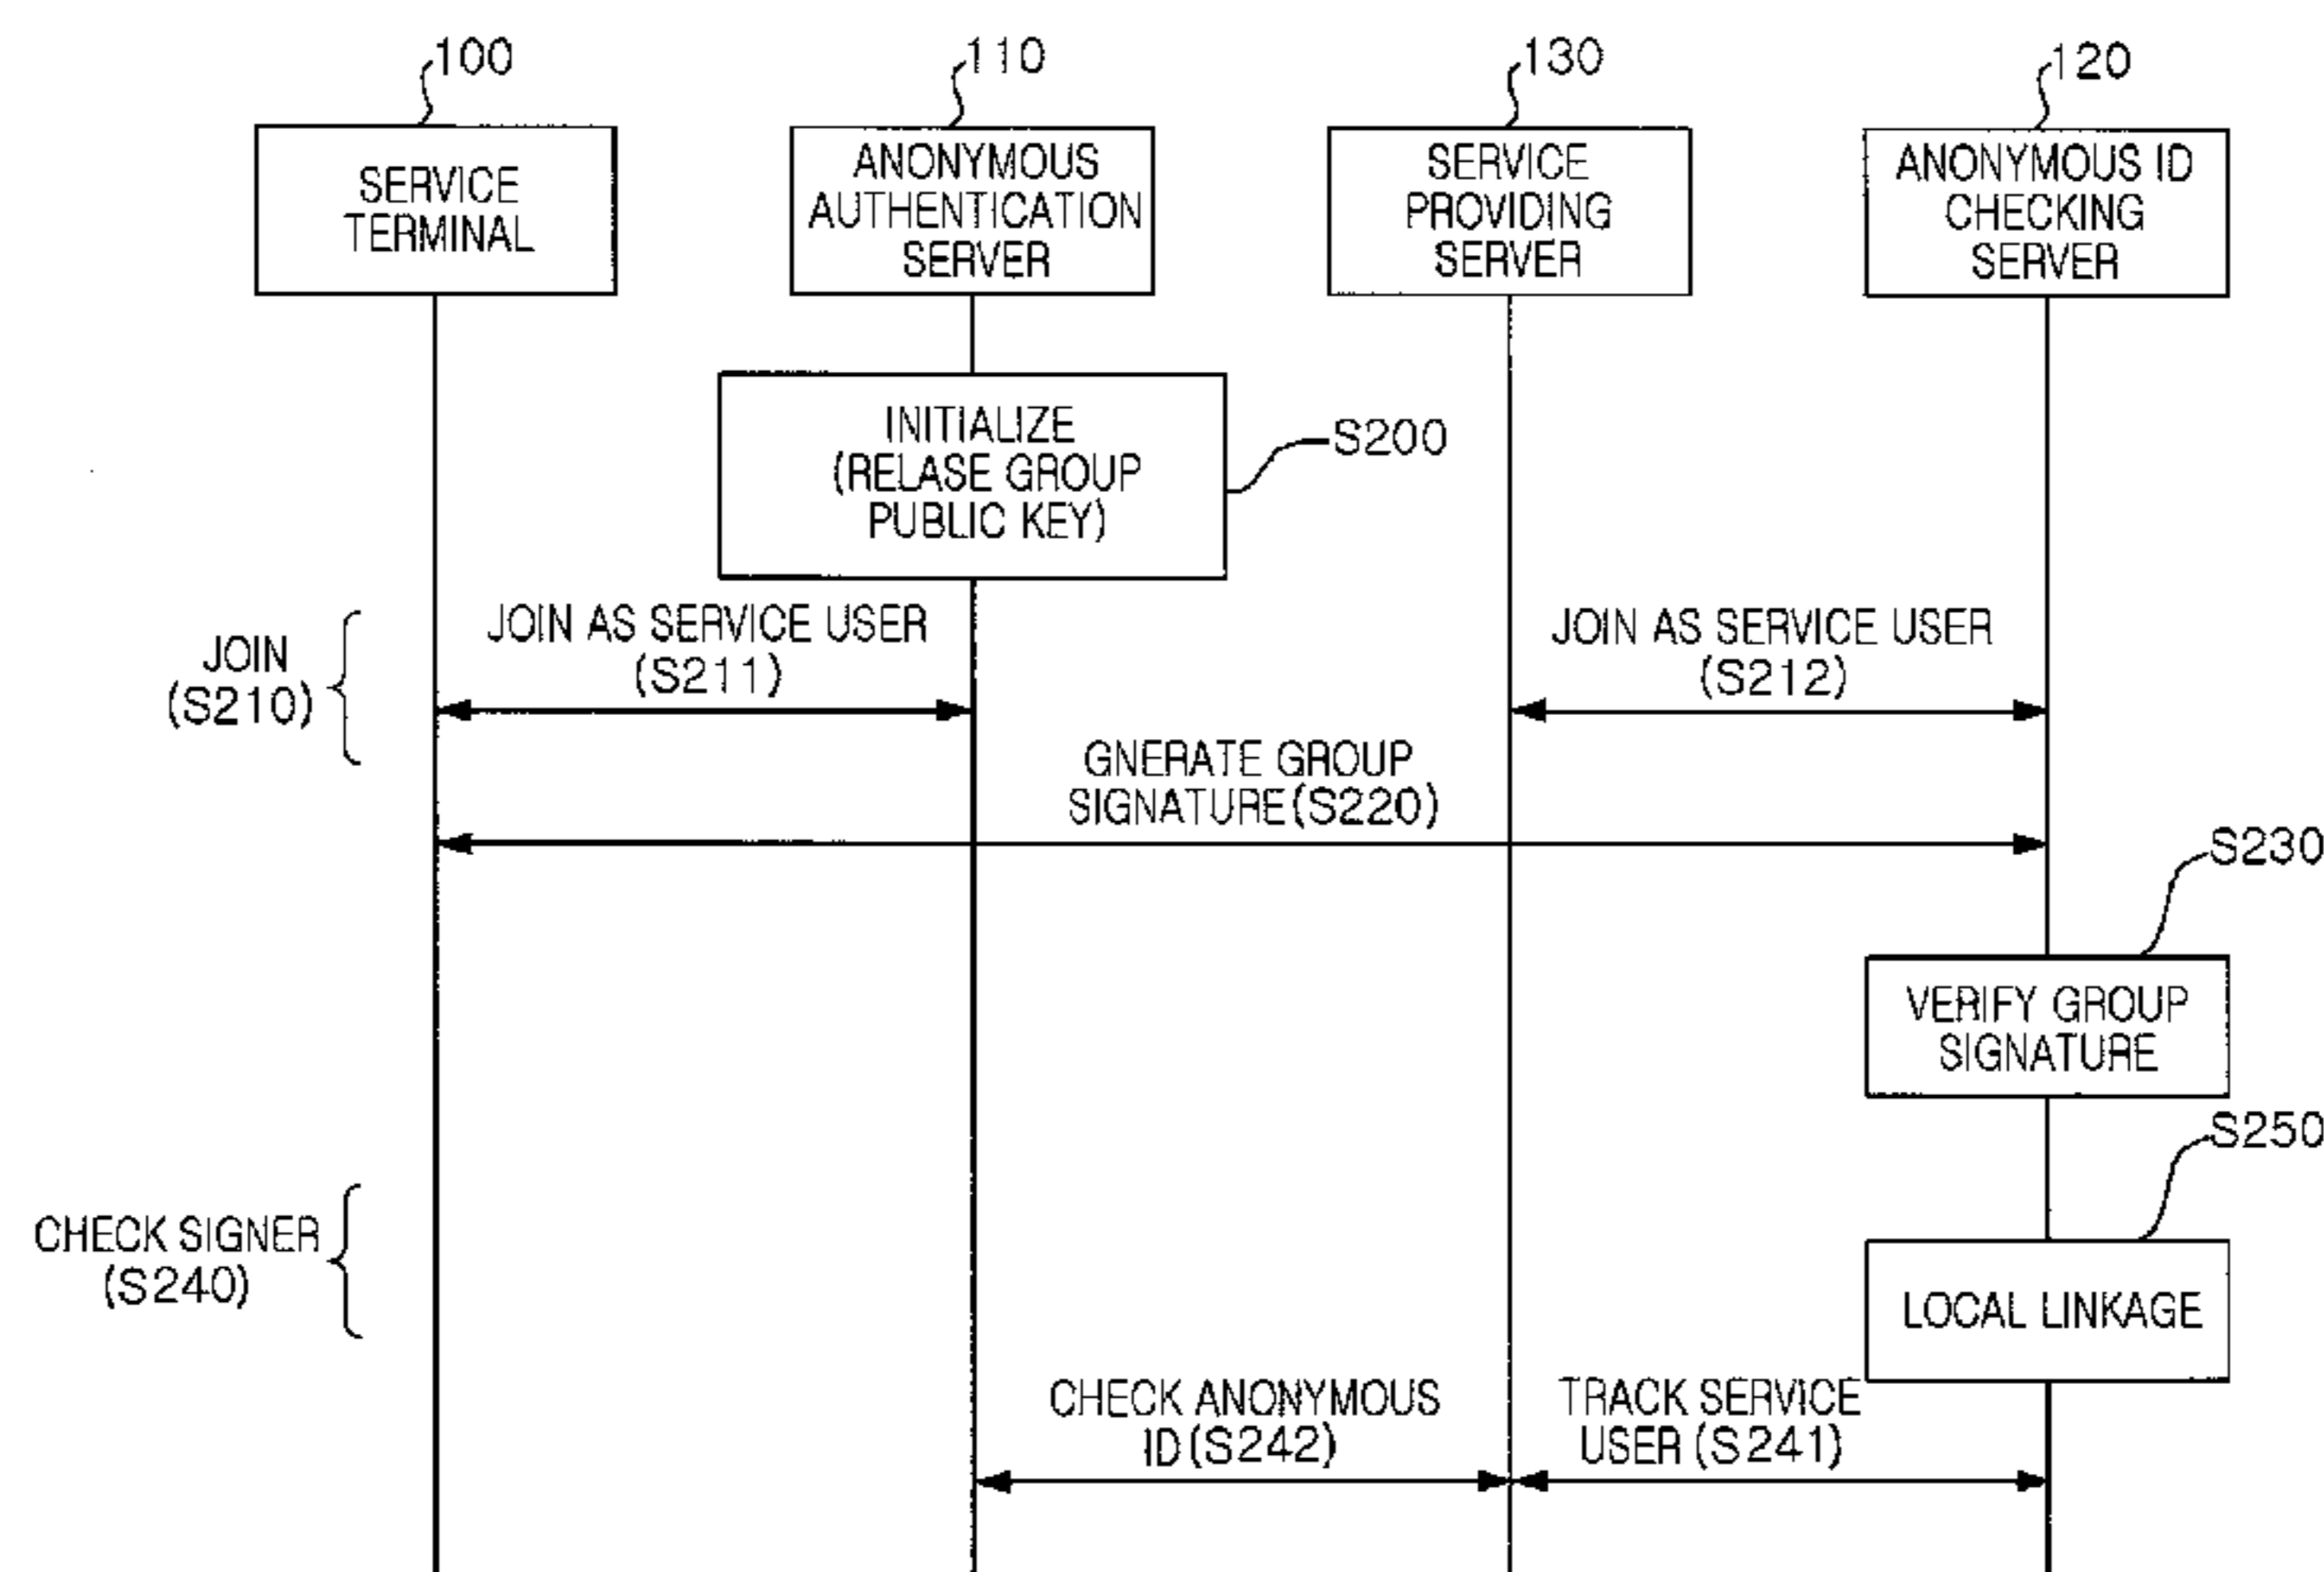 100
110
130
120
SERVICE
TERMINAL
ANONYMOUS
AUTHENTICATION
SERVER
SERVICE
PROVIDING
SERVER
ANONYMOUS ID
CHECKING
SERVER
INITIALIZE
(RELASE GROUP
PUBLIC KEY)
S200
JOIN
(S210)
JOIN AS SERVICE USER
(S211)
JOIN AS SERVICE USER
(S212)
GNERATE GROUP
SIGNATURE(S220)
S230
VERIFY GROUP
SIGNATURE
S250
CHECK SIGNER
(S240)
LOCAL LINKAGE
CHECK ANONYMOUS
ID(S242)
TRACK SERVICE
USER(S241)